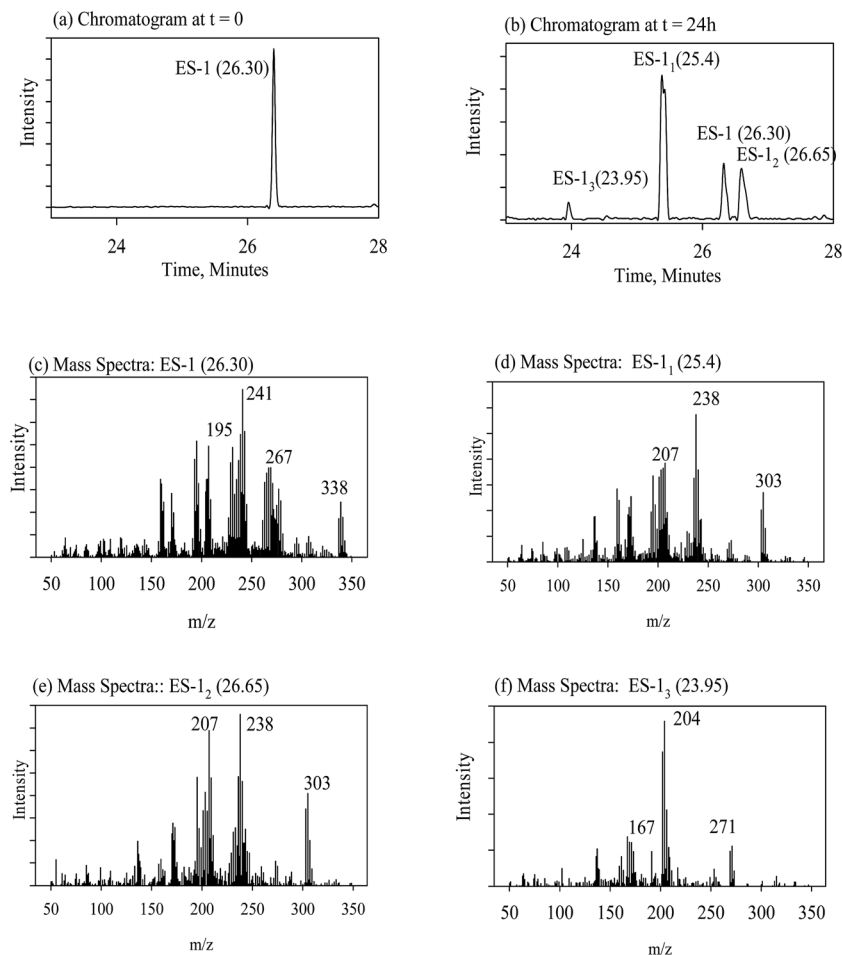 (a) Chromatogram at t = 0
ES-1 (26.30)
Intensity
24 26 28
Time, Minutes
(b) Chromatogram at t = 24h
ES-1₁(25.4)
ES-1 (26.30)
ES-1₂ (26.65)
ES-1₃(23.95)
Intensity
24 26 28
Time, Minutes
(c) Mass Spectra: ES-1 (26.30)
241
195
267
338
Intensity
50 100 150 200 250 300 350
m/z
(d) Mass Spectra: ES-1₁ (25.4)
238
207
303
Intensity
50 100 150 200 250 300 350
m/z
(e) Mass Spectra:: ES-1₂ (26.65)
207 238
303
Intensity
50 100 150 200 250 300 350
m/z
(f) Mass Spectra: ES-1₃ (23.95)
204
167 271
Intensity
50 100 150 200 250 300 350
m/z